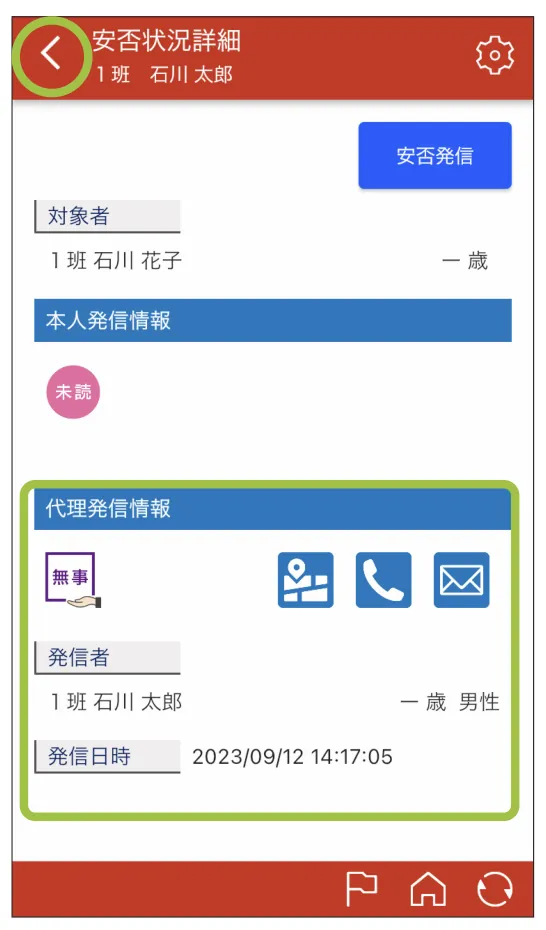 安否状況詳細
1班　石川 太郎
安否発信
対象者
1班 石川 花子 ー 歳
本人発信情報
未読
代理発信情報
無事
発信者
1班 石川 太郎 ー 歳 男性
発信日時 2023/09/12 14:17:05